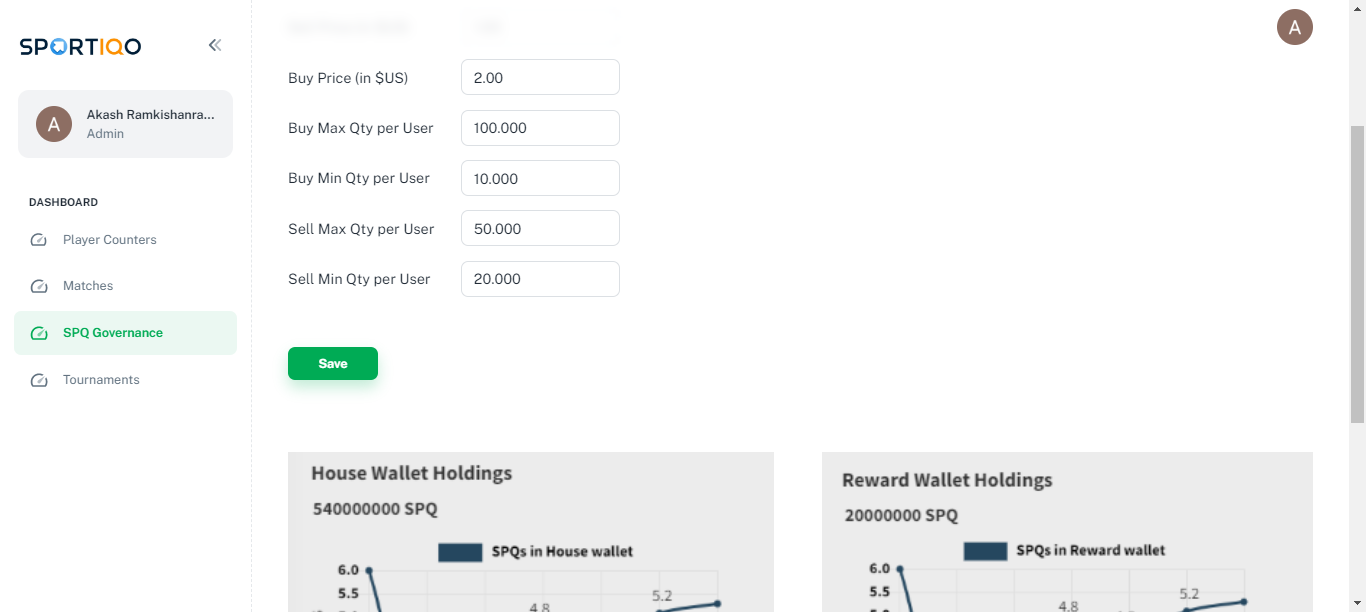 SPORTIQO
A
Akash Ramkishanra...
Admin
DASHBOARD
Player Counters
Matches
SPQ Governance
Tournaments
A
Buy Price (in $US)
2.00
Buy Max Qty per User
100.000
Buy Min Qty per User
10.000
Sell Max Qty per User
50.000
Sell Min Qty per User
20.000
Save
House Wallet Holdings
540000000 SPQ
SPQs in House wallet
6.0
5.5
4.8
5.2
Reward Wallet Holdings
20000000 SPQ
SPQs in Reward wallet
6.0
5.5
4.8
5.2